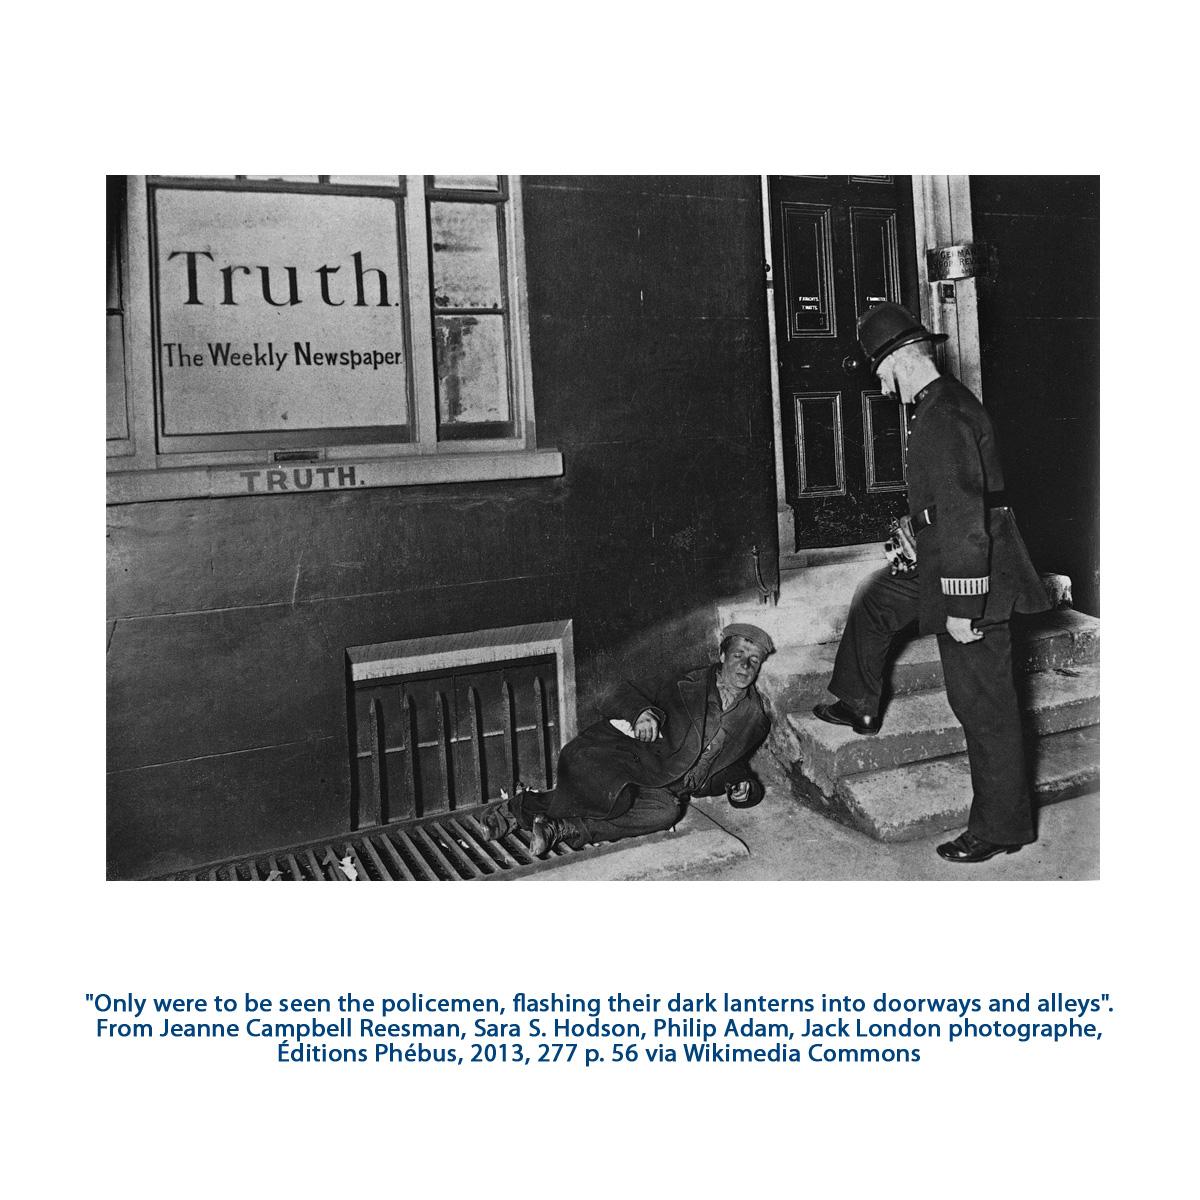 Truth.
The Weekly Newspaper.
TRUTH.
"Only were to be seen the policemen, flashing their dark lanterns into doorways and alleys".
From Jeanne Campbell Reesman, Sara S. Hodson, Philip Adam, Jack London photographe,
Éditions Phébus, 2013, 277 p. 56 via Wikimedia Commons